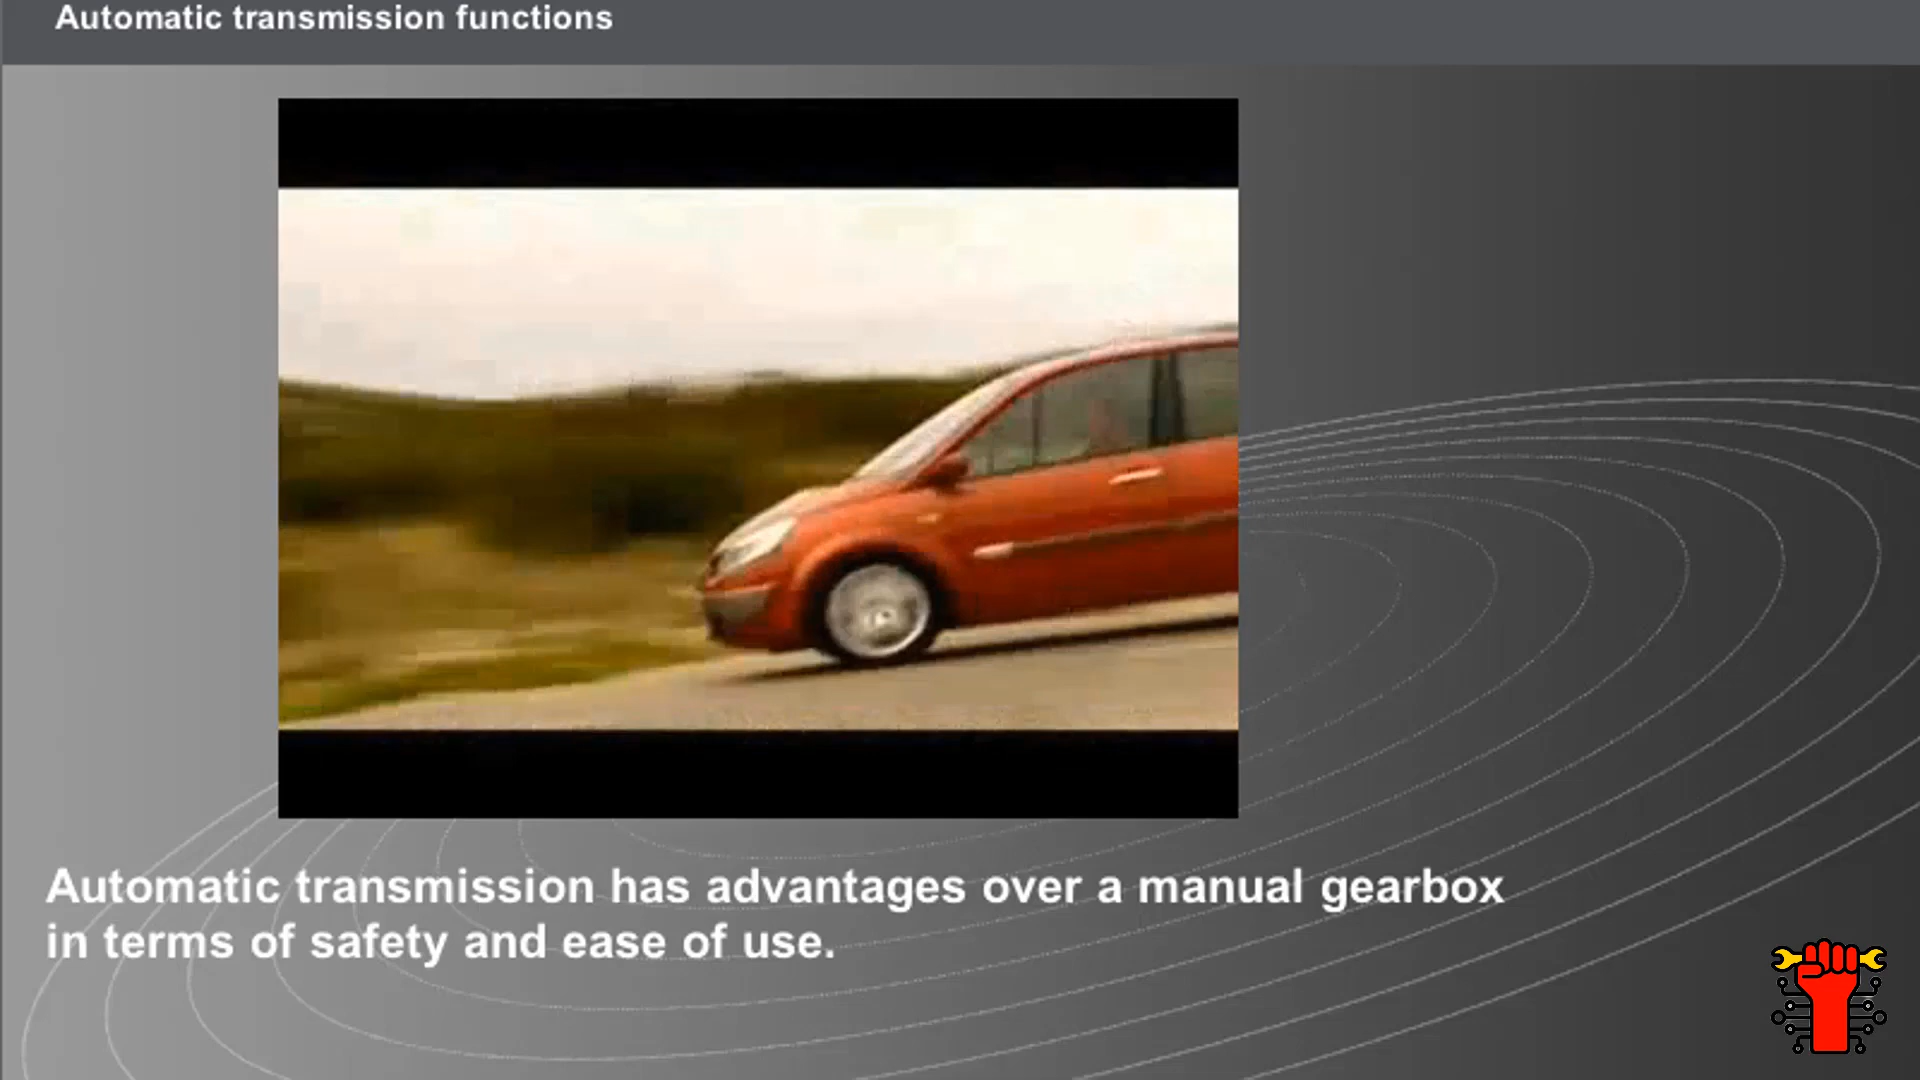 Automatic transmission functions
Automatic transmission has advantages over a manual gearbox
in terms of safety and ease of use.